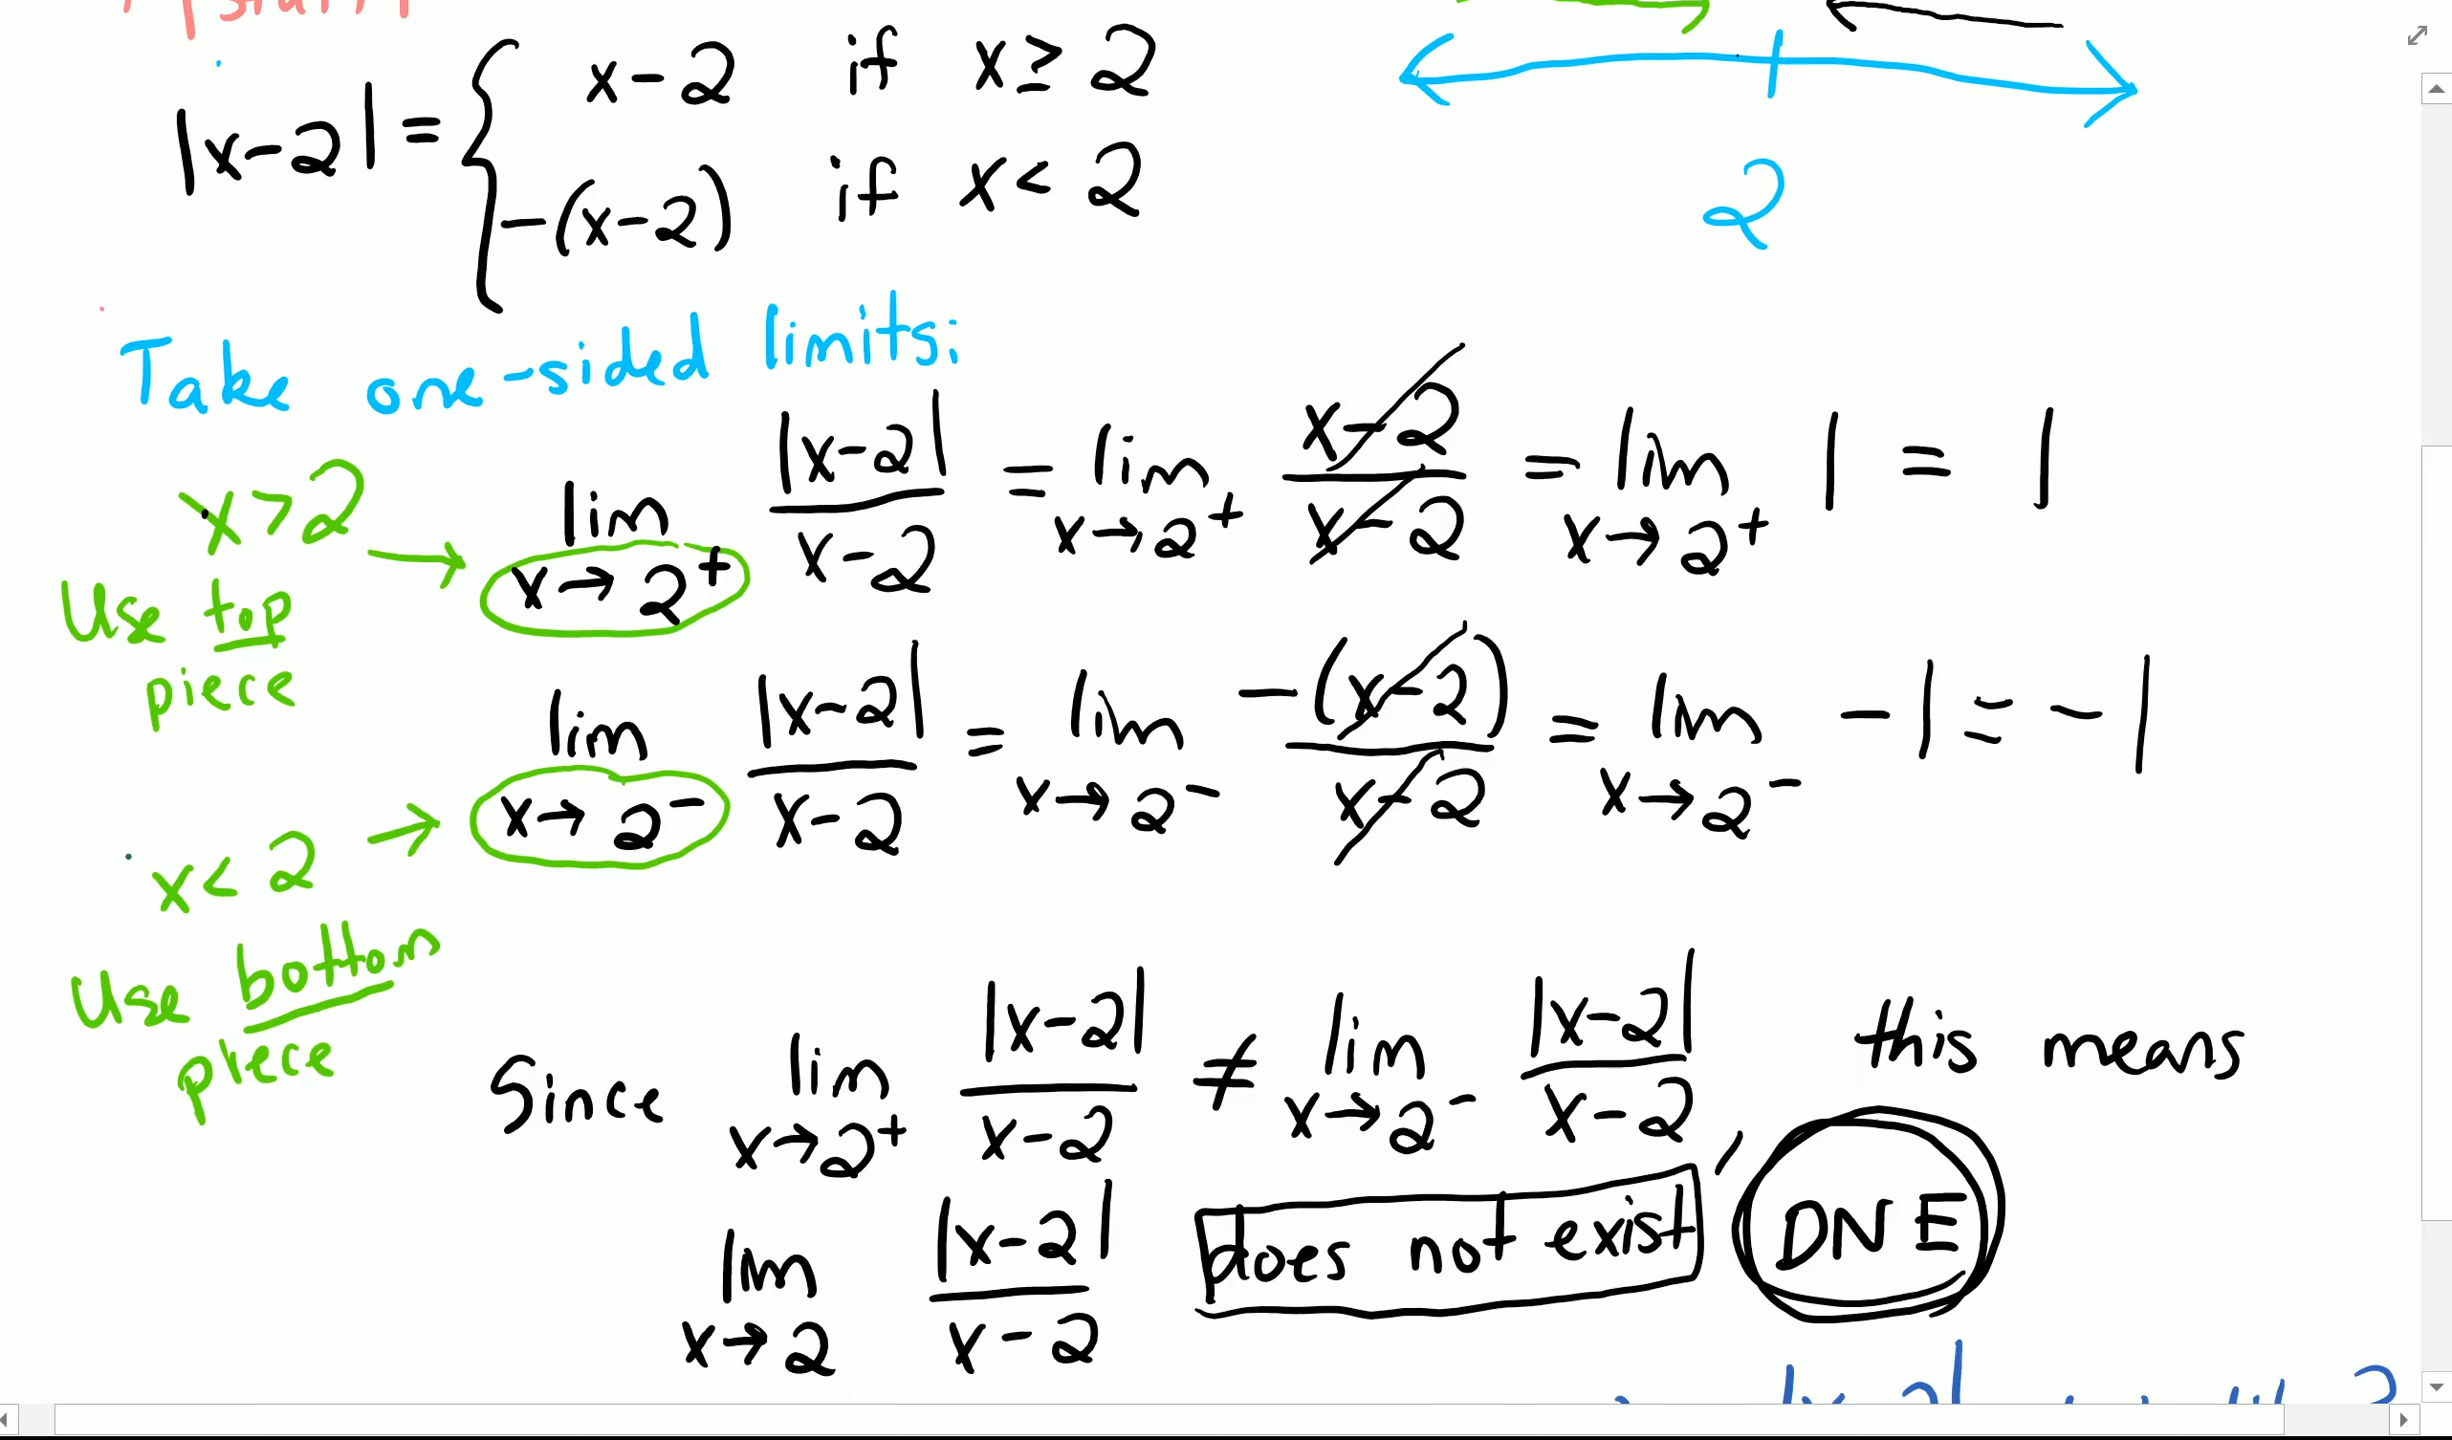 |x-2| = { x-2 if x ≥ 2
-(x-2) if x < 2
2
Take one-sided limits:
x > 2 → lim x→2⁺ |x-2| / x-2 = lim x→2⁺ x-2 / x-2 = lim x→2⁺ 1 = 1
Use top
piece
lim x→2⁻ |x-2| / x-2 = lim x→2⁻ -(x-2) / x-2 = lim x→2⁻ -1 = -1
x < 2 →
Use bottom
piece
Since lim x→2⁺ |x-2| / x-2 ≠ lim x→2⁻ |x-2| / x-2, this means
lim x→2 |x-2| / x-2 does not exist DNE